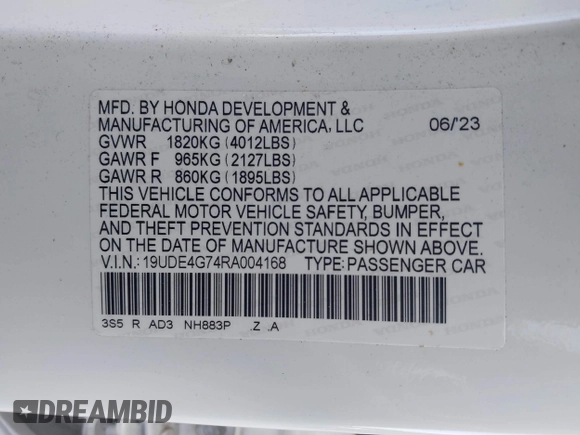 MFD. BY HONDA DEVELOPMENT &
MANUFACTURING OF AMERICA, LLC 06/'23
GVWR 1820KG (4012LBS)
GAWR F 965KG (2127LBS)
GAWR R 860KG (1895LBS)
THIS VEHICLE CONFORMS TO ALL APPLICABLE
FEDERAL MOTOR VEHICLE SAFETY, BUMPER,
AND THEFT PREVENTION STANDARDS IN EFFECT
ON THE DATE OF MANUFACTURE SHOWN ABOVE.
V.I.N.: 19UDE4G74RA004168 TYPE: PASSENGER CAR
3S5 R AD3 NH883P .Z .A
DREAMBID